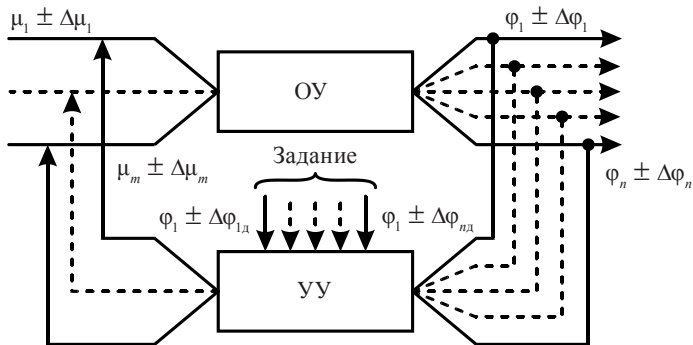 μ₁ ± Δμ₁
φ₁ ± Δφ₁
ОУ
Задание
μₘ ± Δμₘ
φₙ ± Δφₙ
φ₁ ± Δφ₁д
φ₁ ± Δφₙд
УУ